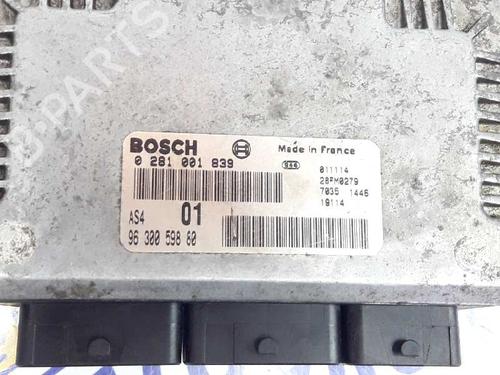 B-PARTS
BOSCH
Made in France
0 281 001 839
946
011114
28FM0279
7035 1446
19114
AS4
01
96 300 598 80